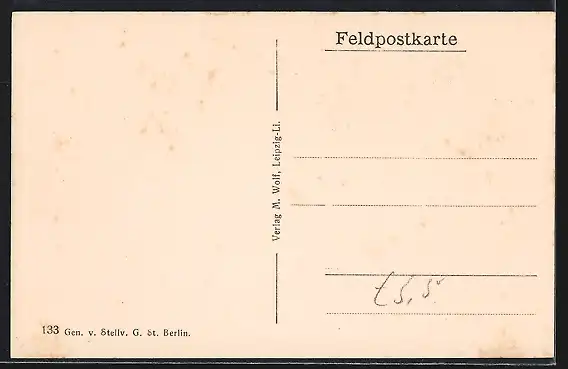 Feldpostkarte
Verlag M. Wolf, Leipzig-Li.
133 Gen. v. Stellv. G. St. Berlin.